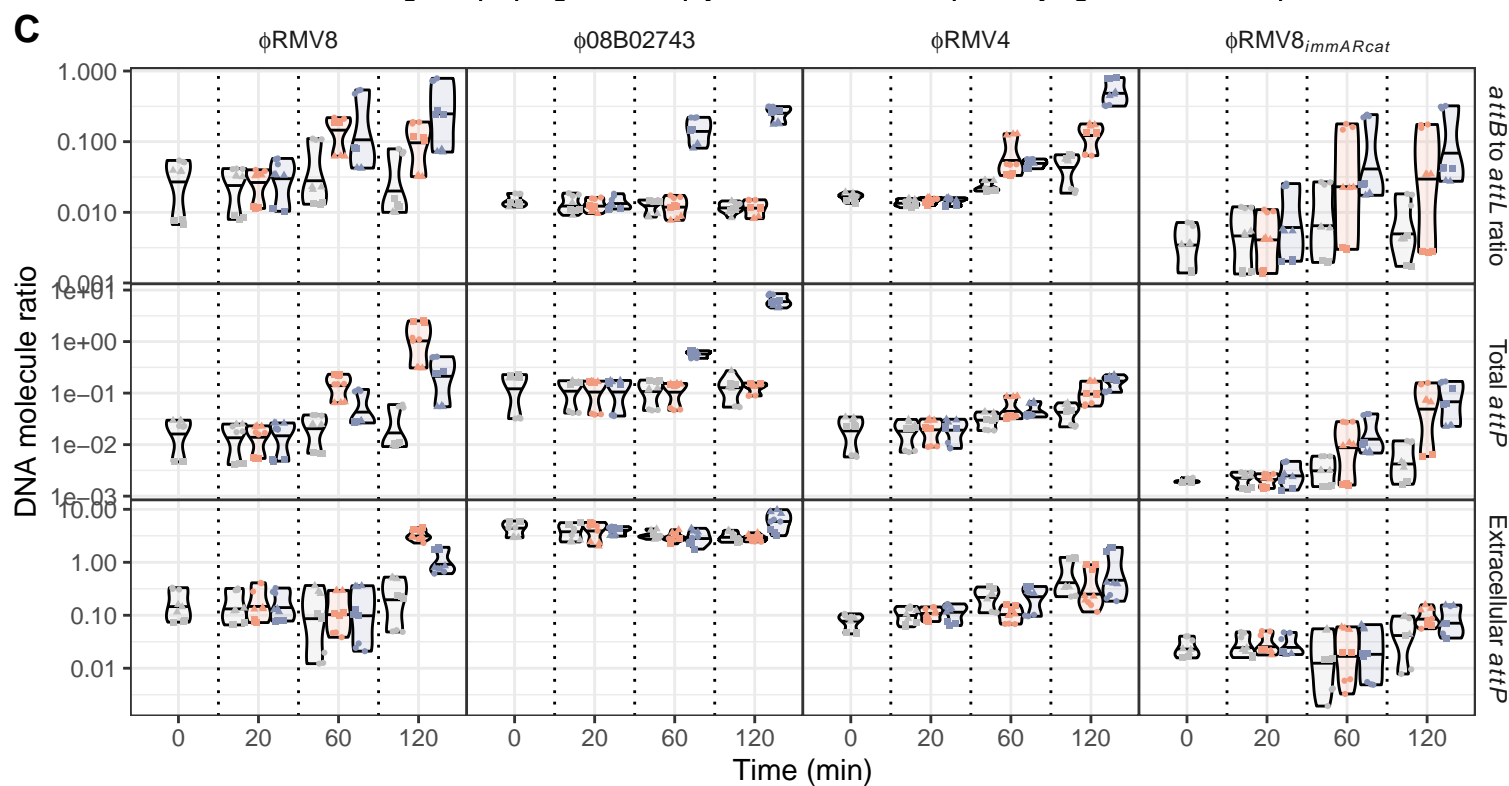 C
ϕRMV8 ϕ08B02743 ϕRMV4 ϕRMV8immARcat
DNA molecule ratio
1.000
0.100
0.010
0.001
attB to attL ratio
1e+01
1e+00
1e−01
1e−02
1e−03
Total attP
10.00
1.00
0.10
0.01
Extracellular attP
0 20 60 120 0 20 60 120 0 20 60 120 0 20 60 120
Time (min)